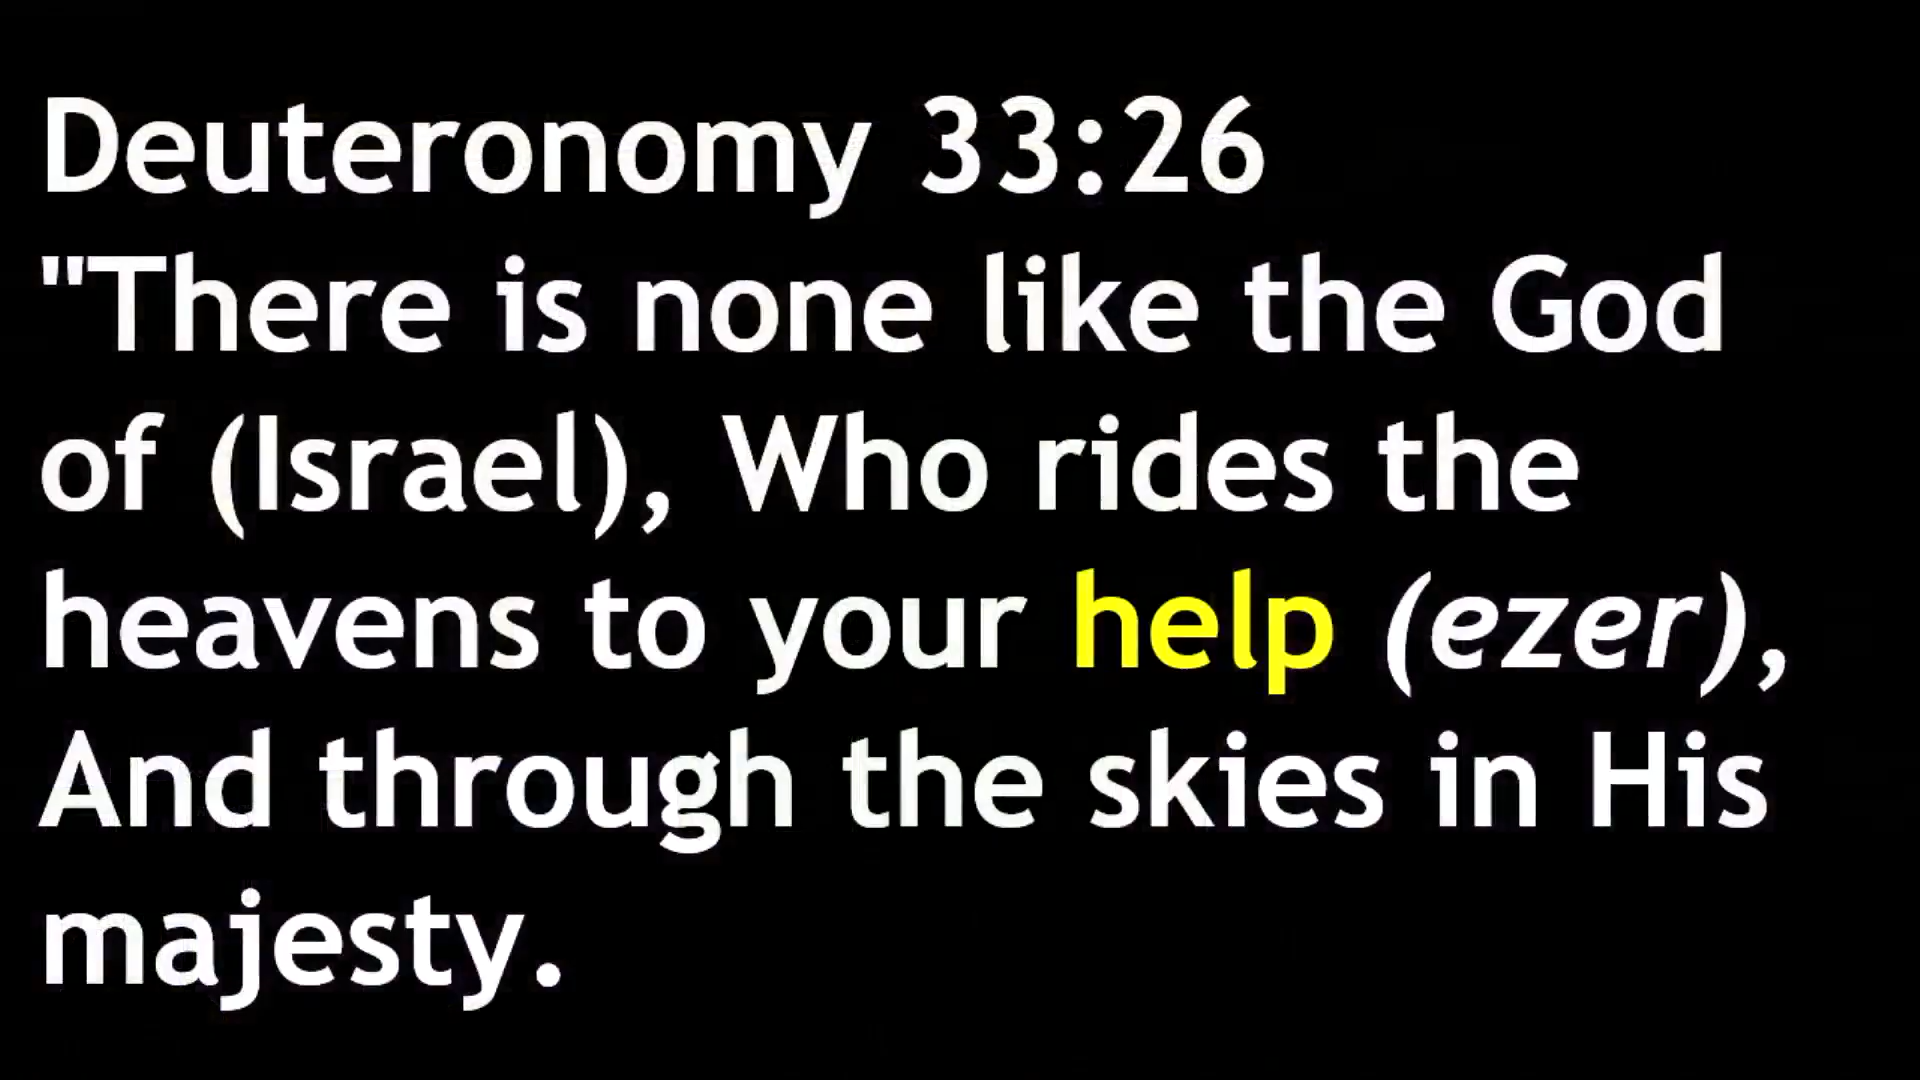 Deuteronomy 33:26
"There is none like the God
of (Israel), Who rides the
heavens to your help (ezer),
And through the skies in His
majesty.